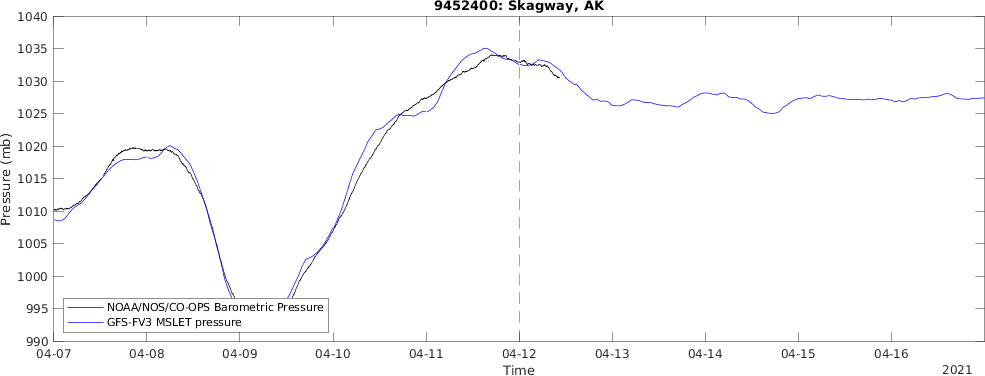 9452400: Skagway, AK
1040
1035
1030
1025
1020
1015
1010
1005
1000
995
990
Pressure (mb)
NOAA/NOS/CO-OPS Barometric Pressure
GFS-FV3 MSLET pressure
04-07 04-08 04-09 04-10 04-11 04-12 04-13 04-14 04-15 04-16
Time
2021